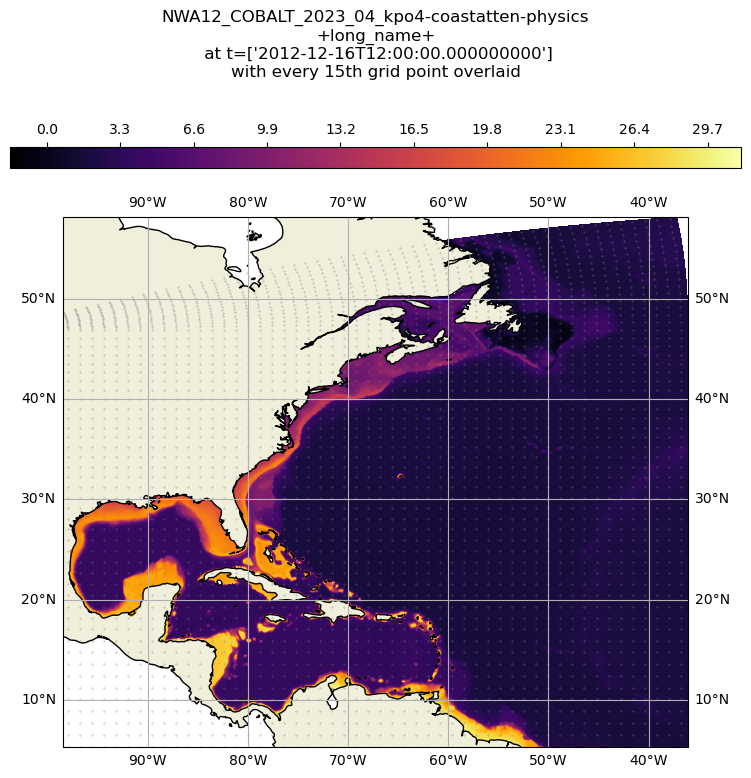 NWA12_COBALT_2023_04_kpo4-coastatten-physics
+long_name+
at t=['2012-12-16T12:00:00.000000000']
with every 15th grid point overlaid
0.0 3.3 6.6 9.9 13.2 16.5 19.8 23.1 26.4 29.7
90°W 80°W 70°W 60°W 50°W 40°W
50°N 50°N
40°N 40°N
30°N 30°N
20°N 20°N
10°N 10°N
90°W 80°W 70°W 60°W 50°W 40°W